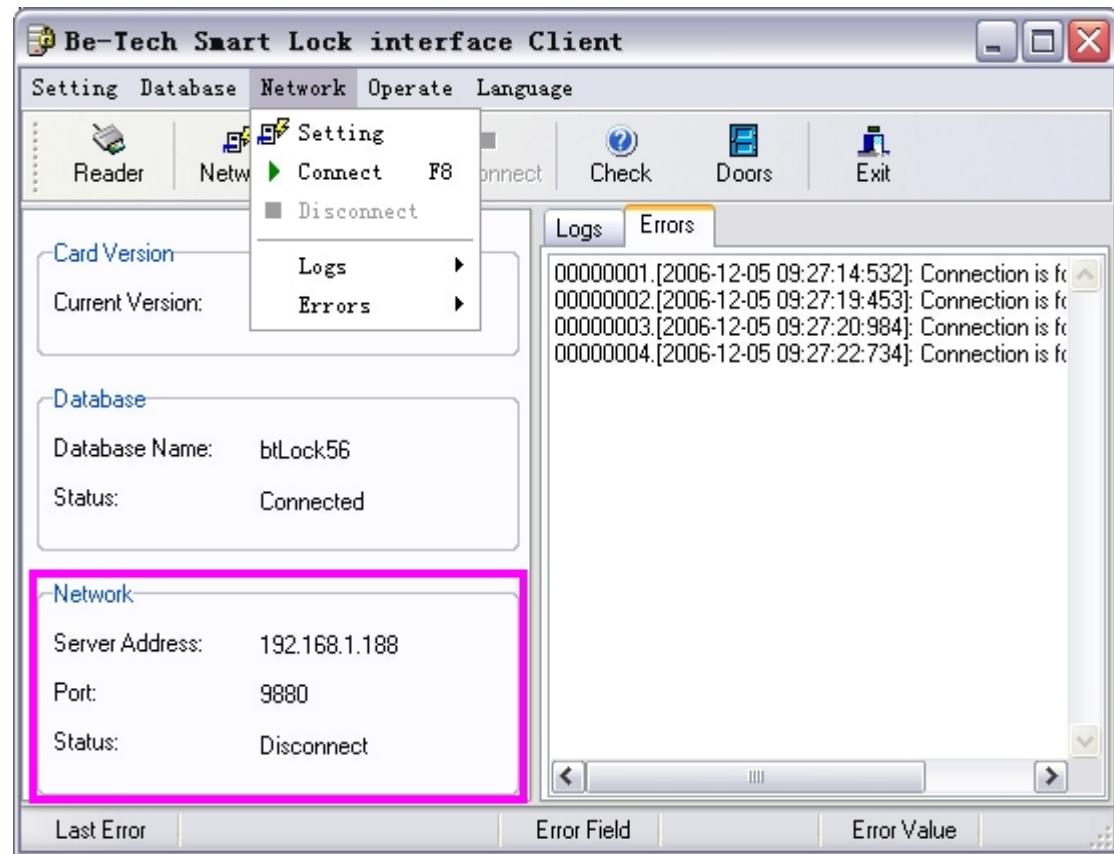 Be-Tech Smart Lock interface Client
Setting Database Network Operate Language
Reader
Setting
Connect F8
Disconnect
Logs
Errors
Check
Doors
Exit
Card Version
Current Version:
Database
Database Name: btLock56
Status: Connected
Network
Server Address: 192.168.1.188
Port: 9880
Status: Disconnect
Logs Errors
00000001.[2006-12-05 09:27:14:532]: Connection is
00000002.[2006-12-05 09:27:19:453]: Connection is
00000003.[2006-12-05 09:27:20:984]: Connection is
00000004.[2006-12-05 09:27:22:734]: Connection is
Last Error Error Field Error Value